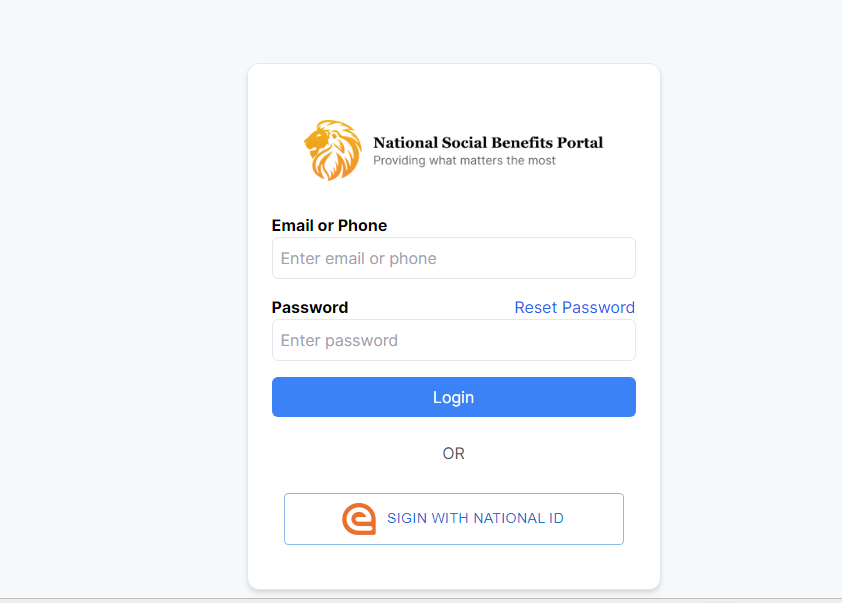 National Social Benefits Portal
Providing what matters the most
Email or Phone
Enter email or phone
Password Reset Password
Enter password
Login
OR
SIGIN WITH NATIONAL ID